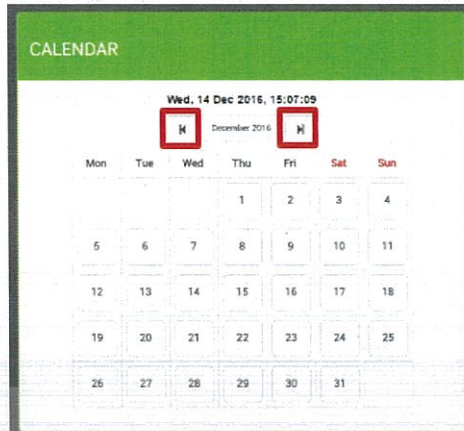 CALENDAR
Wed, 14 Dec 2016, 15:07:09
December 2016
Mon Tue Wed Thu Fri Sat Sun
1 2 3 4
5 6 7 8 9 10 11
12 13 14 15 16 17 18
19 20 21 22 23 24 25
26 27 28 29 30 31